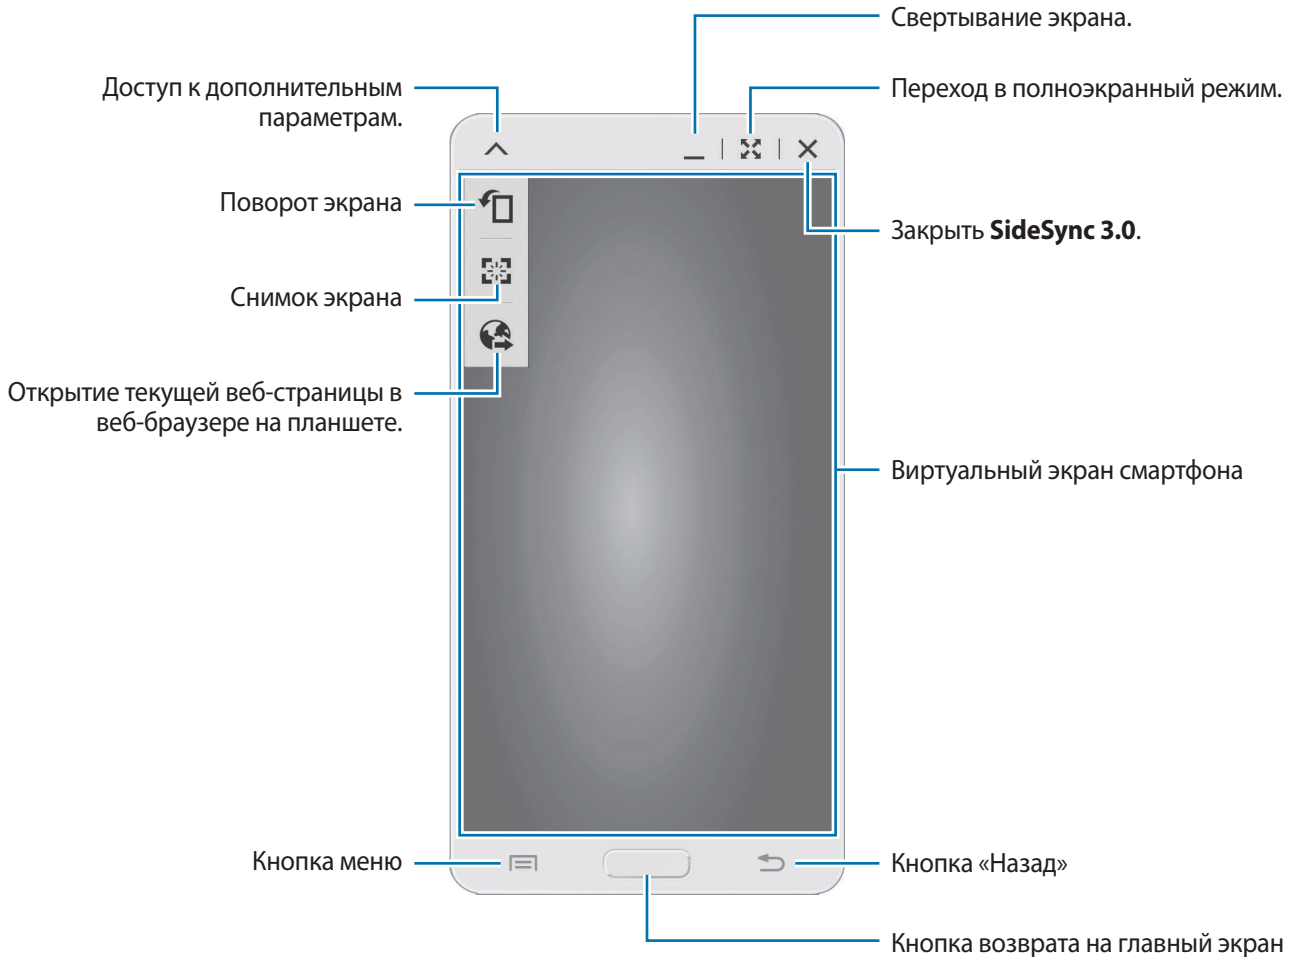 Свертывание экрана.
Доступ к дополнительным
параметрам.
Переход в полноэкранный режим.
Поворот экрана
Закрыть SideSync 3.0.
Снимок экрана
Открытие текущей веб-страницы в
веб-браузере на планшете.
Виртуальный экран смартфона
Кнопка меню
Кнопка «Назад»
Кнопка возврата на главный экран